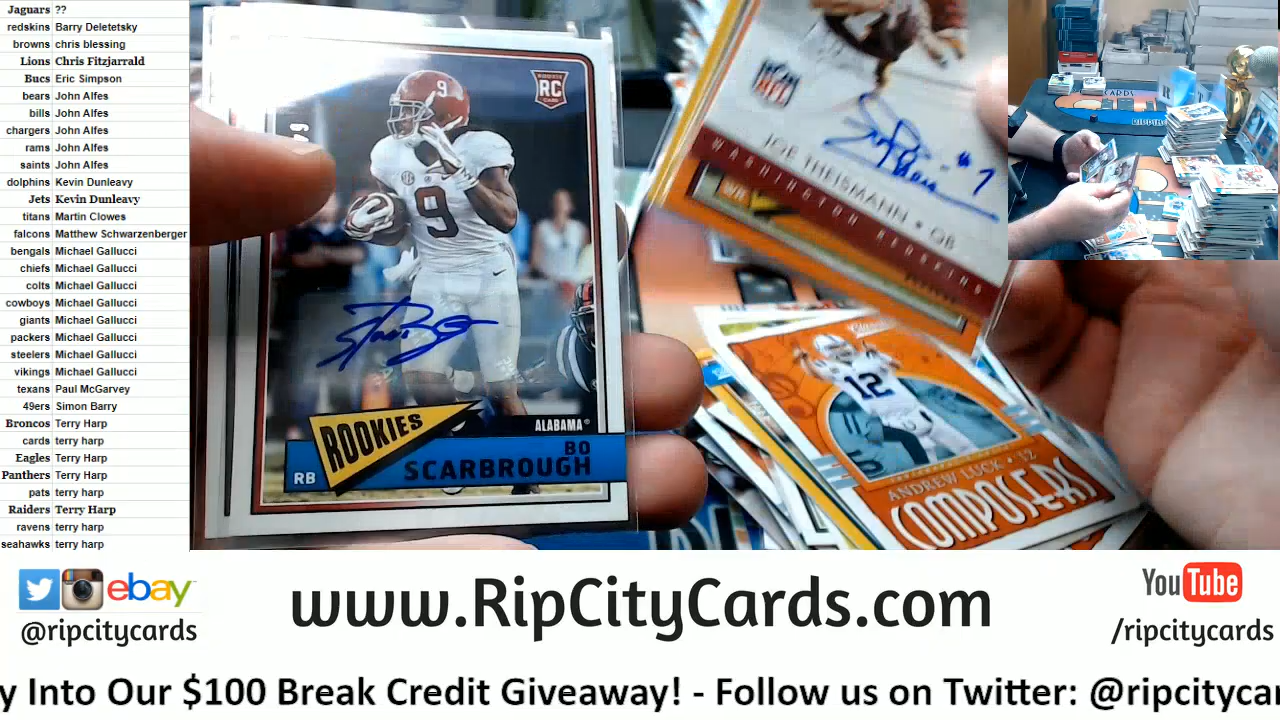 Jaguars ??
redskins Barry Deletetsky
browns chris blessing
Lions Chris Fitzjarrald
Bucs Eric Simpson
bears John Alfes
bills John Alfes
chargers John Alfes
rams John Alfes
saints John Alfes
dolphins Kevin Dunleavy
Jets Kevin Dunleavy
titans Martin Clowes
falcons Matthew Schwarzenberger
bengals Michael Gallucci
chiefs Michael Gallucci
colts Michael Gallucci
cowboys Michael Gallucci
giants Michael Gallucci
packers Michael Gallucci
steelers Michael Gallucci
vikings Michael Gallucci
texans Paul McGarvey
49ers Simon Barry
Broncos Terry Harp
cards terry harp
Eagles Terry Harp
Panthers Terry Harp
pats terry harp
Raiders Terry Harp
ravens terry harp
seahawks terry harp
RC
9
9
ROOKIES
ALABAMA
RB
BO
SCARBROUGH
NFL
#7
JOE THEISMANN • QB
WASHINGTON REDSKINS
WR
12
ANDREW LUCK • 12
COMPOSERS
CARDS
ebay
@ripcitycards
www.RipCityCards.com
YouTube
/ripcitycards
y Into Our $100 Break Credit Giveaway! - Follow us on Twitter: @ripcitycar